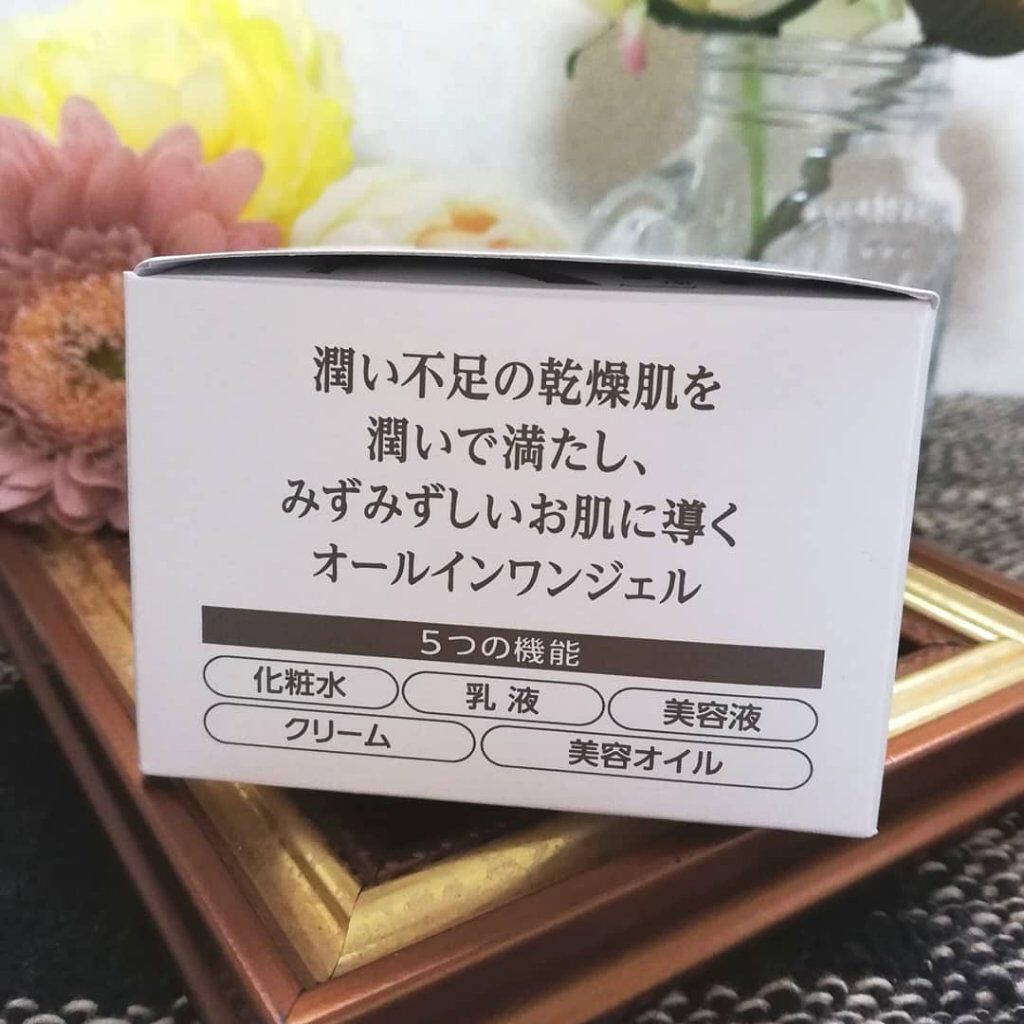 潤い不足の乾燥肌を
潤いで満たし、
みずみずしいお肌に導く
オールインワンジェル
5つの機能
化粧水 乳液 美容液
クリーム 美容オイル